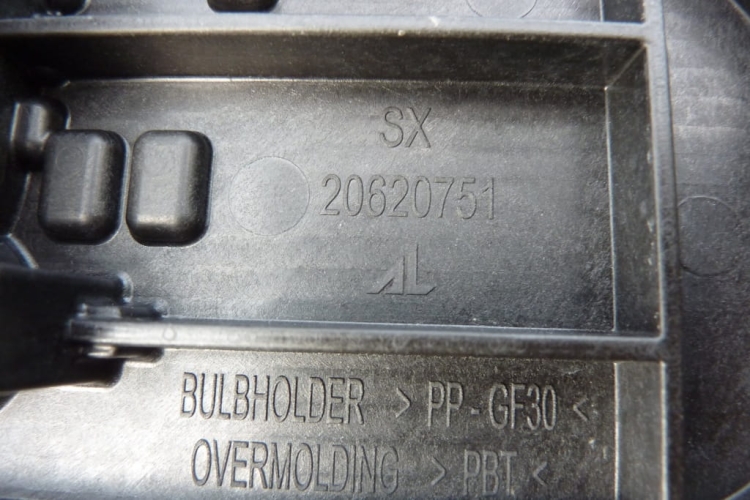 SX
20620751
AL
BULBHOLDER > PP-GF30 <
OVERMOLDING > PBT <